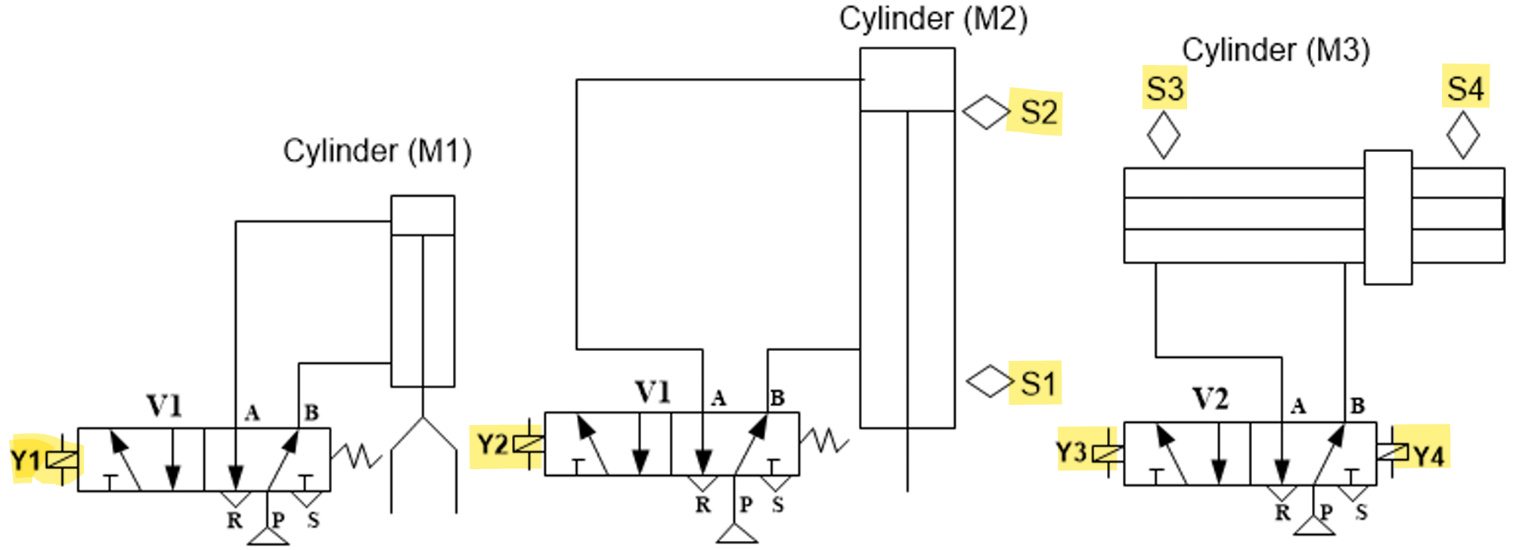 Cylinder (M1)
V1
A
B
Y1
R
P
S
Cylinder (M2)
S2
S1
V1
A
B
Y2
R
P
S
Cylinder (M3)
S3
S4
V2
A
B
Y3
Y4
R
P
S